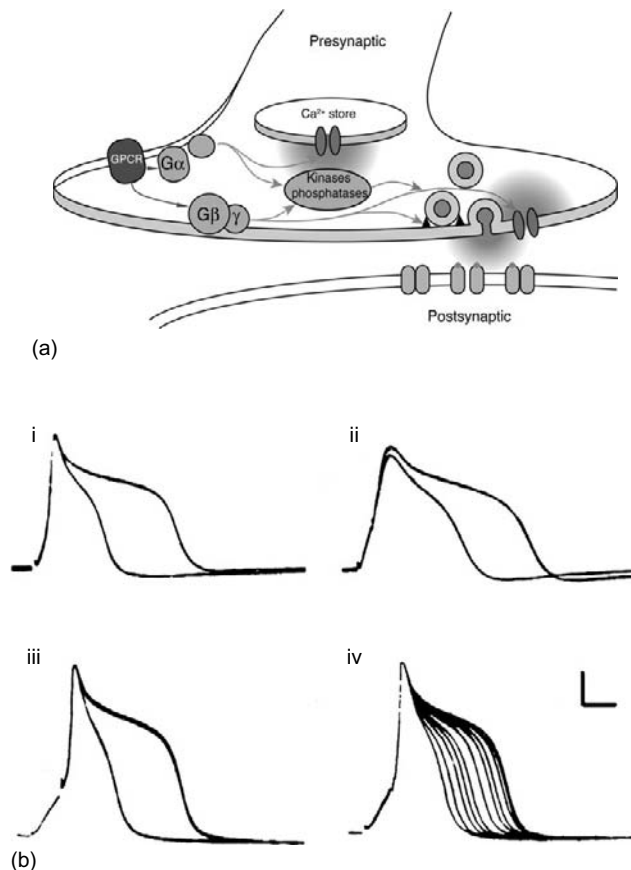 Presynaptic
Ca²⁺ store
GPCR
Gα
Kinases
phosphatases
Gβ
γ
Postsynaptic
(a)
i
ii
iii
iv
(b)